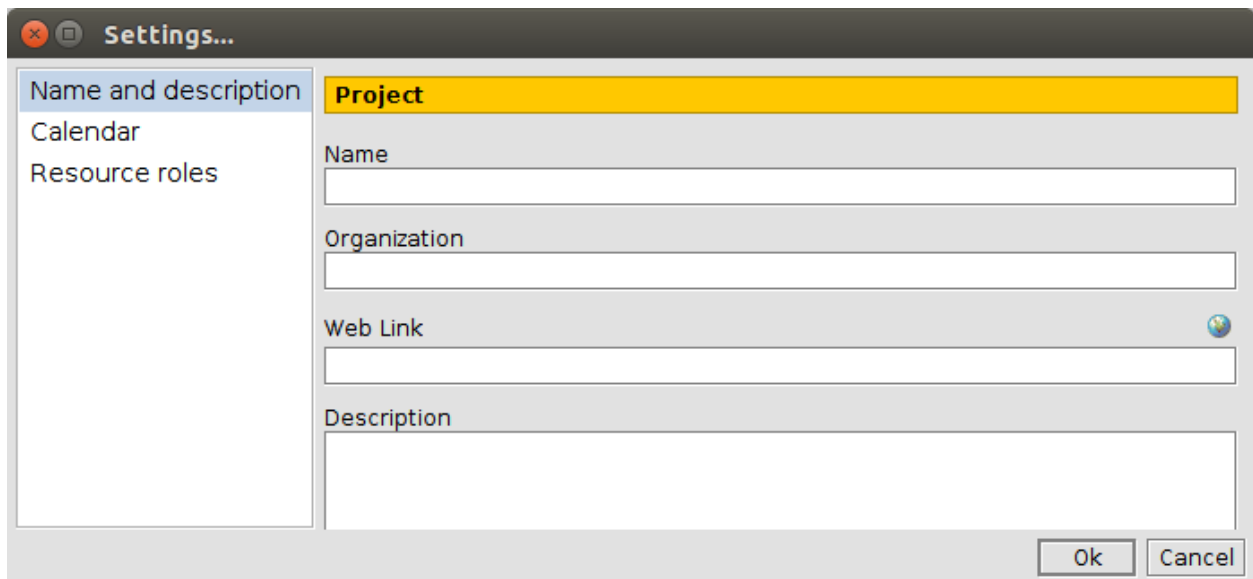 Settings...
Name and description
Calendar
Resource roles
Project
Name
Organization
Web Link
Description
Ok
Cancel